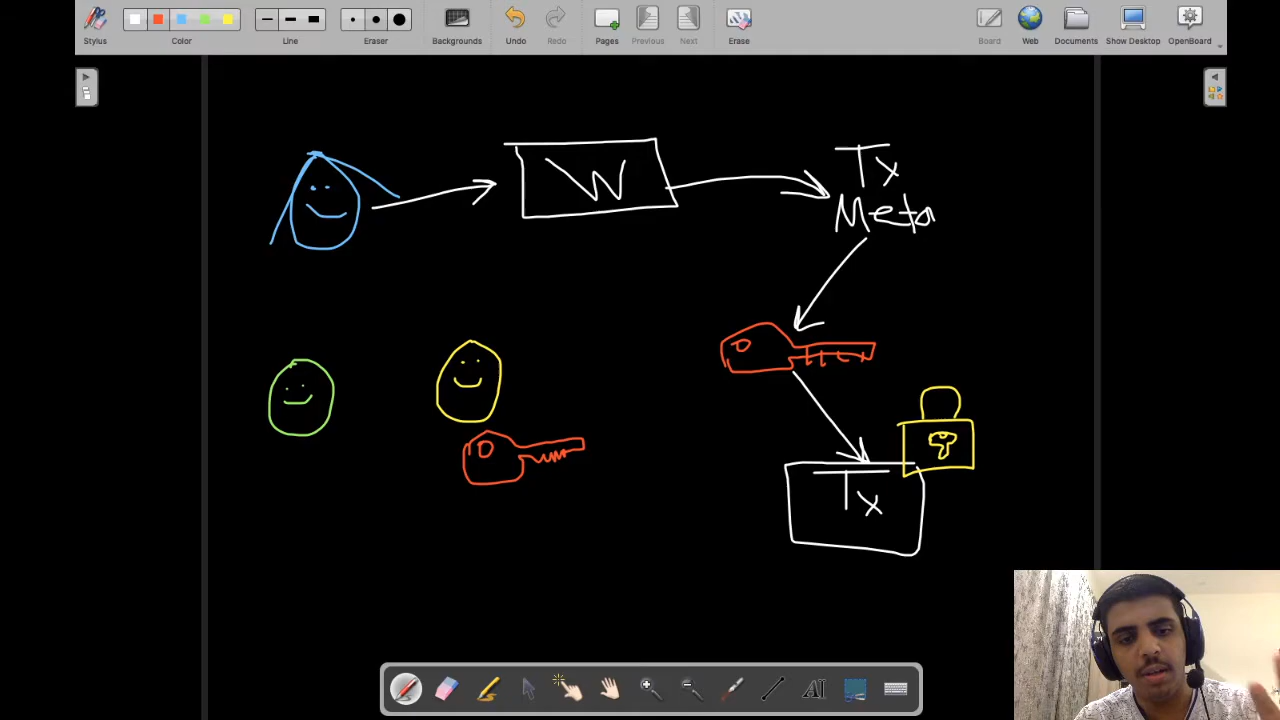 Stylus
Color
Line
Eraser
Backgrounds
Undo
Redo
Pages
Previous
Next
Erase
Board
Web
Documents
Show Desktop
OpenBoard
W
Tx
Meta
Tx
AI